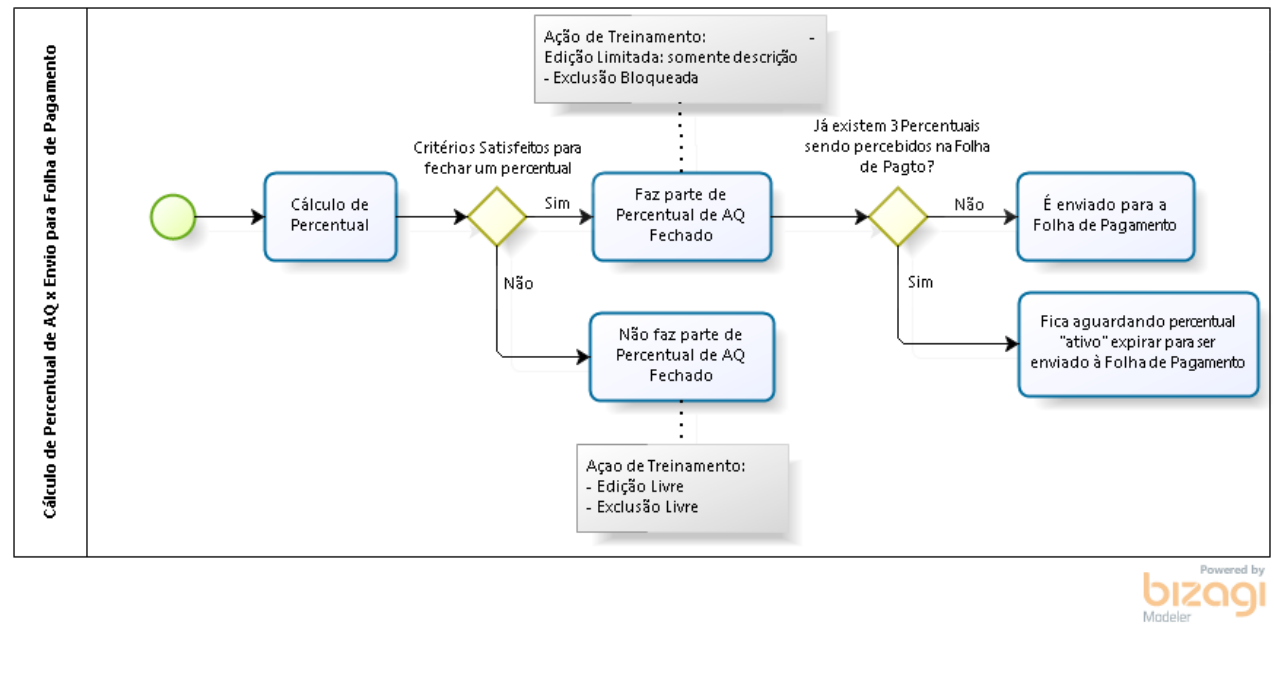 Cálculo de Percentual de AQ x Envio para Folha de Pagamento
Ação de Treinamento: -
Edição Limitada: somente descrição
- Exclusão Bloqueada
Critérios Satisfeitos para
fechar um percentual
Já existem 3 Percentuais
sendo percebidos na Folha
de Pagto?
Cálculo de
Percentual
Sim
Faz parte de
Percentual de AQ
Fechado
Não
É enviado para a
Folha de Pagamento
Não
Sim
Não faz parte de
Percentual de AQ
Fechado
Fica aguardando percentual
"ativo" expirar para ser
enviado à Folha de Pagamento
Açao de Treinamento:
- Edição Livre
- Exclusão Livre
Powered by
bizagi
Modeler